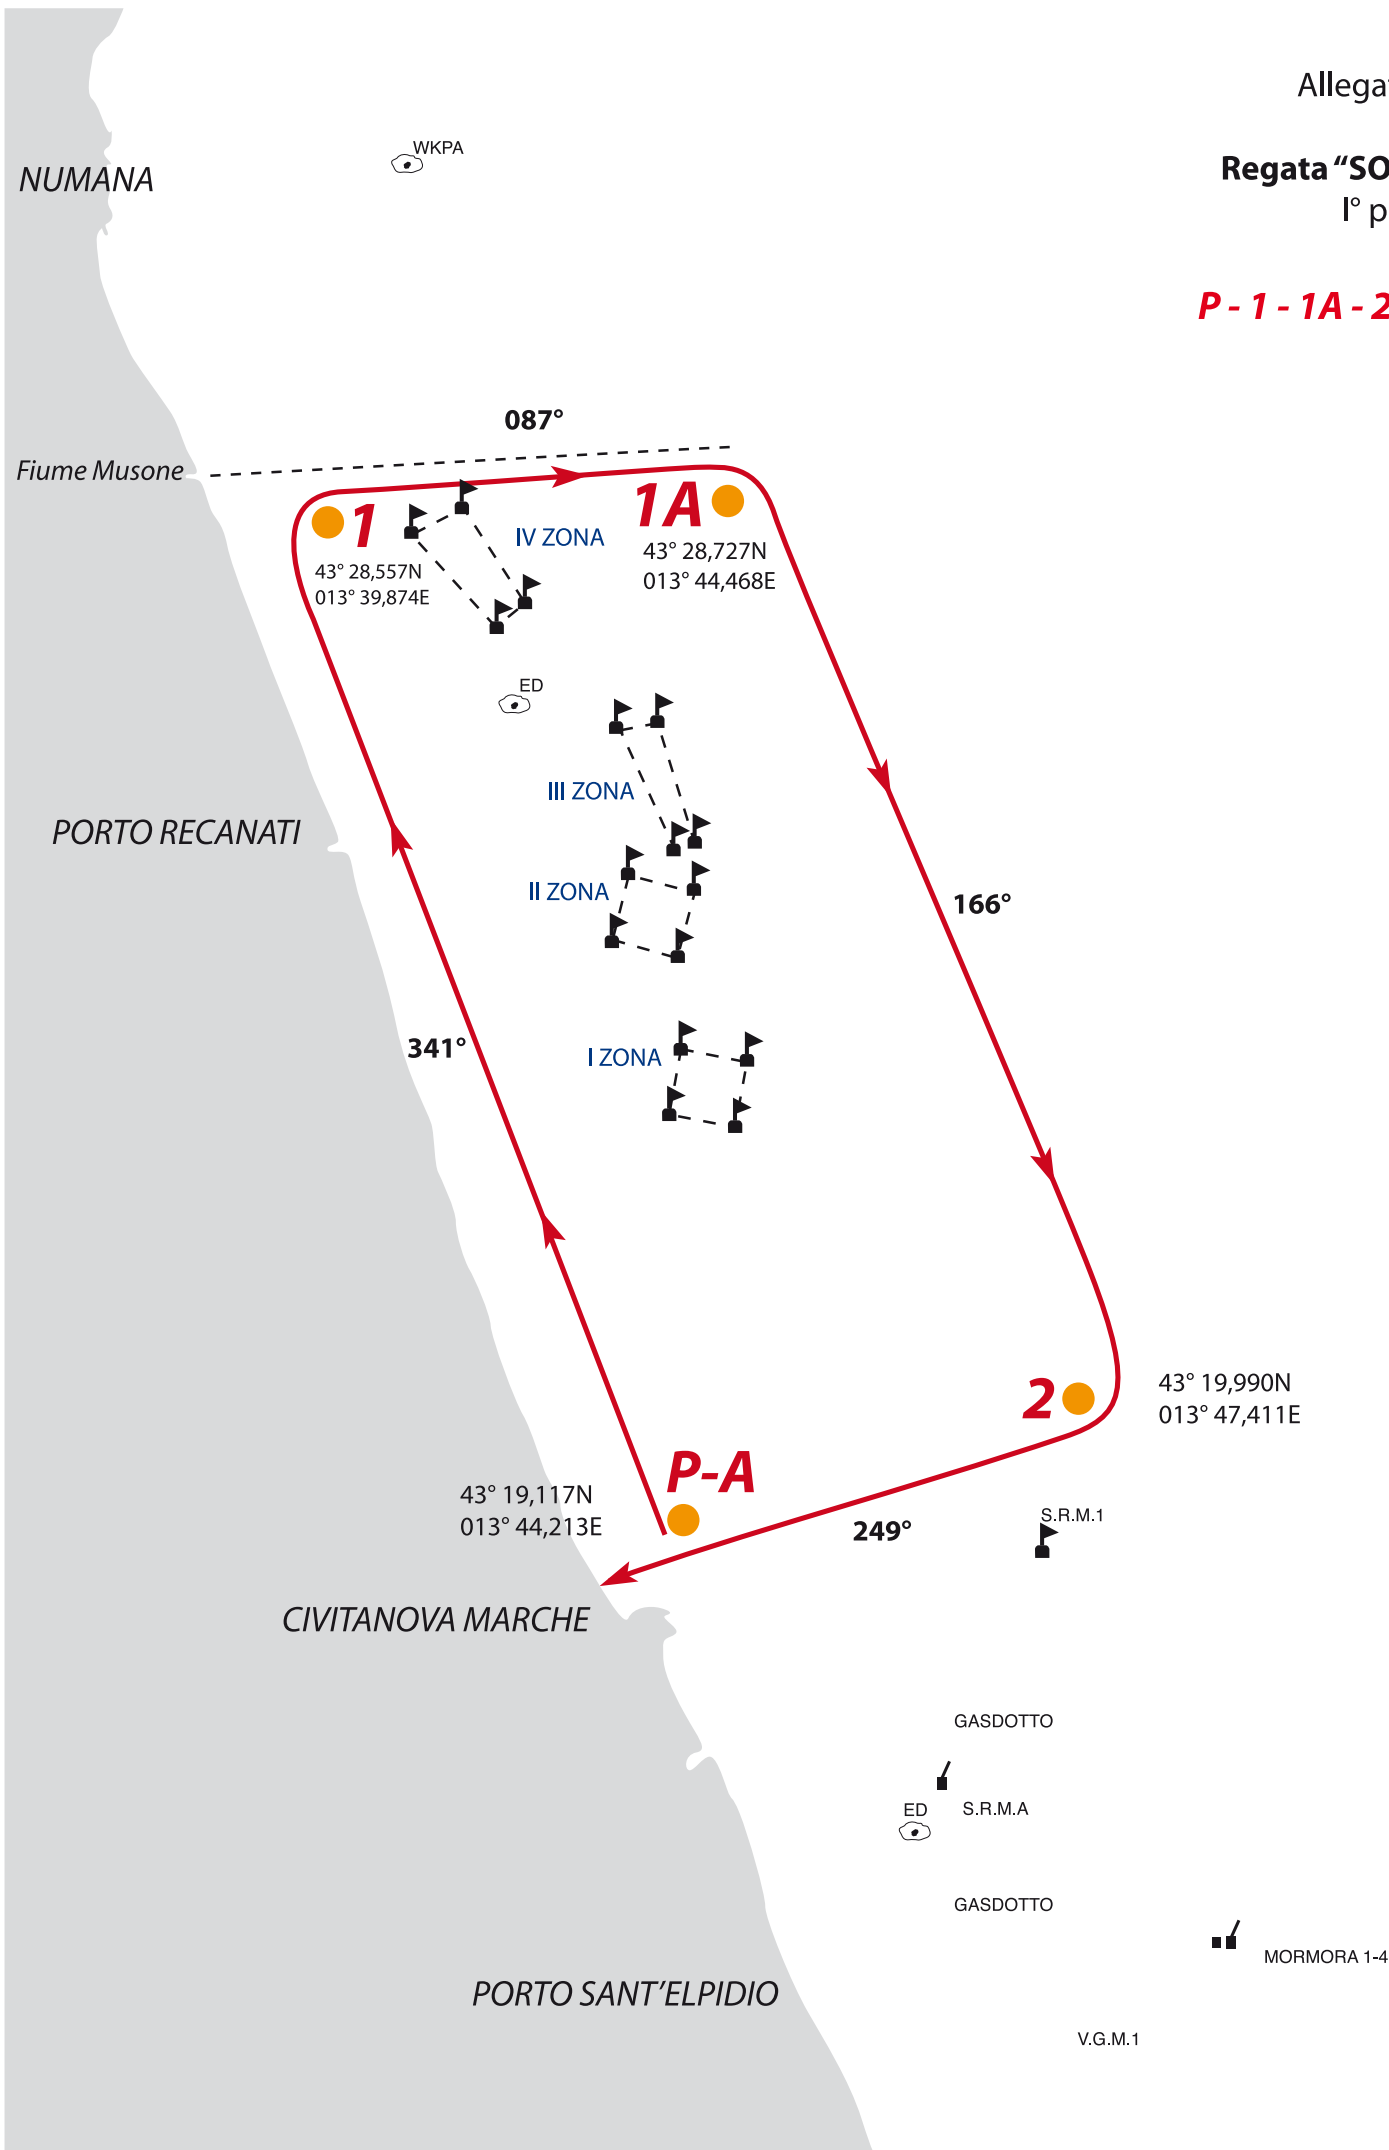 Allega
WKPA
NUMANA
Regata “SO
I° p
P - 1 - 1A - 2
087°
Fiume Musone
1
1A
IV ZONA
43° 28,727N
013° 44,468E
43° 28,557N
013° 39,874E
ED
III ZONA
PORTO RECANATI
II ZONA
166°
341°
I ZONA
2
43° 19,990N
013° 47,411E
P-A
43° 19,117N
013° 44,213E
249°
S.R.M.1
CIVITANOVA MARCHE
GASDOTTO
ED
S.R.M.A
GASDOTTO
MORMORA 1-4
PORTO SANT’ELPIDIO
V.G.M.1